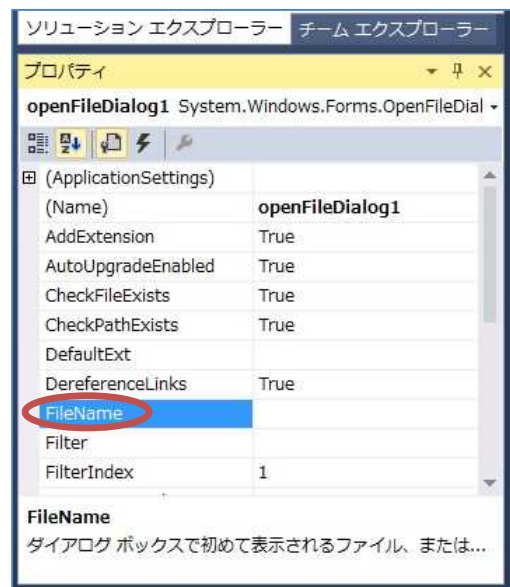 ソリューション エクスプローラー チーム エクスプローラー
プロパティ
openFileDialog1 System.Windows.Forms.OpenFileDial
(ApplicationSettings)
(Name) openFileDialog1
AddExtension True
AutoUpgradeEnabled True
CheckFileExists True
CheckPathExists True
DefaultExt
DereferenceLinks True
FileName
Filter
FilterIndex 1
FileName
ダイアログ ボックスで初めて表示されるファイル、または...